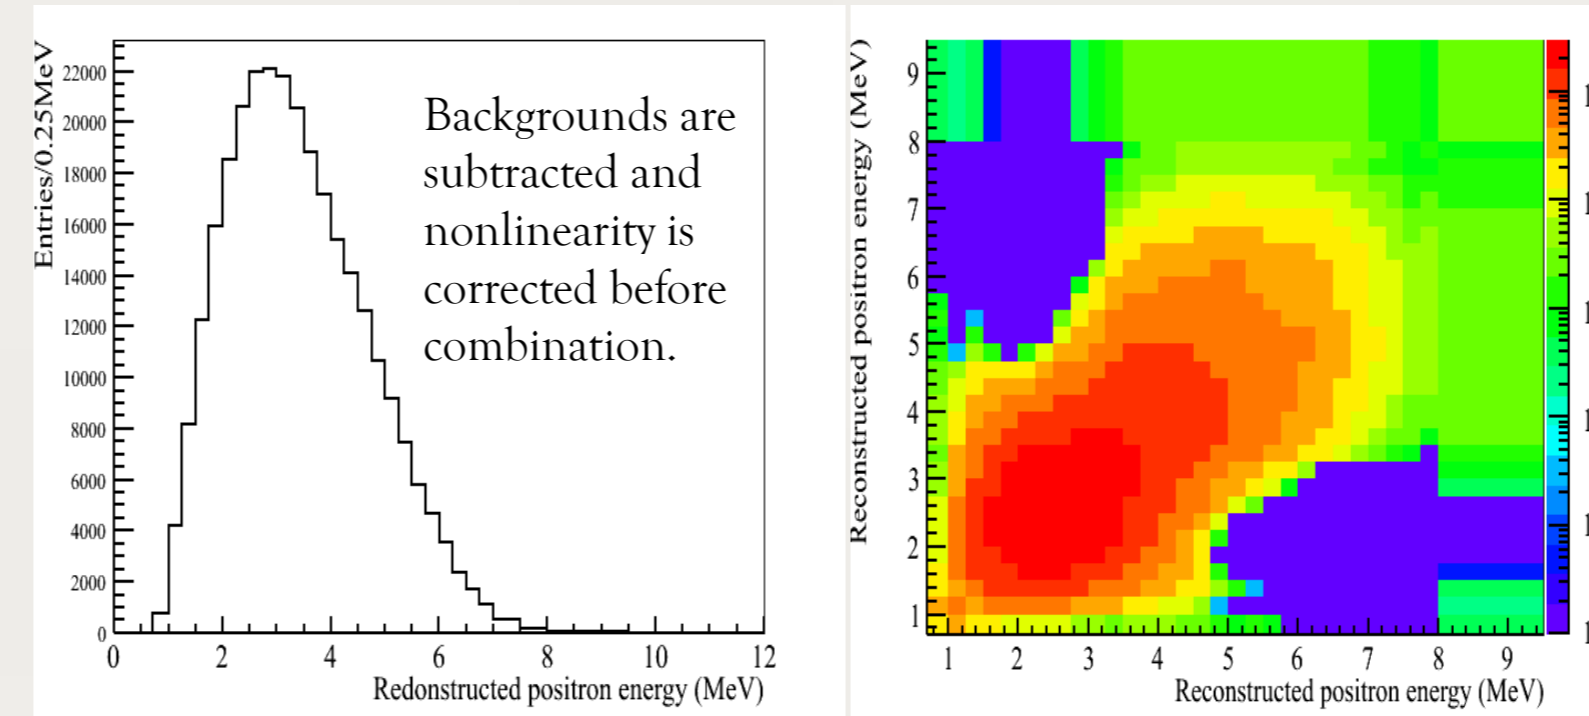 Entries/0.25MeV
22000
20000
18000
16000
14000
12000
10000
8000
6000
4000
2000
0
0 2 4 6 8 10 12
Redonstructed positron energy (MeV)
Backgrounds are
subtracted and
nonlinearity is
corrected before
combination.
Reconstructed positron energy (MeV)
9
8
7
6
5
4
3
2
1
1 2 3 4 5 6 7 8 9
Reconstructed positron energy (MeV)